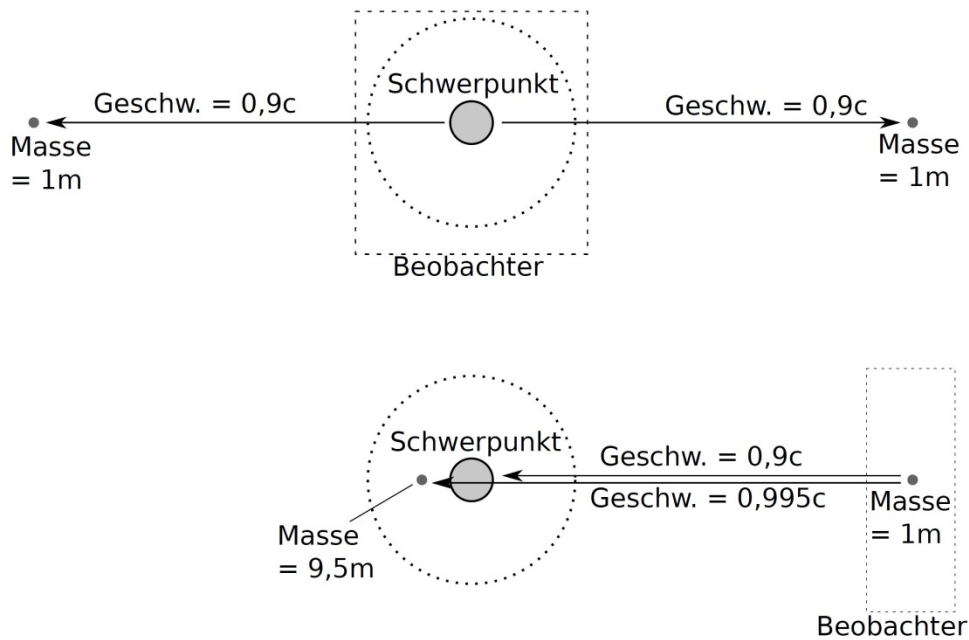 Schwerpunkt
Geschw. = 0,9c
Geschw. = 0,9c
Masse
= 1m
Masse
= 1m
Beobachter
Schwerpunkt
Geschw. = 0,9c
Geschw. = 0,995c
Masse
= 1m
Masse
= 9,5m
Beobachter